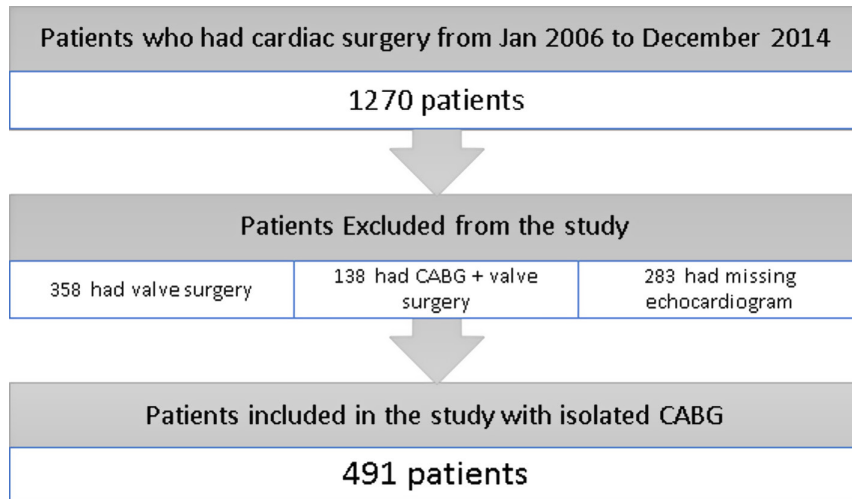 Patients who had cardiac surgery from Jan 2006 to December 2014
1270 patients
Patients Excluded from the study
358 had valve surgery
138 had CABG + valve
surgery
283 had missing
echocardiogram
Patients included in the study with isolated CABG
491 patients